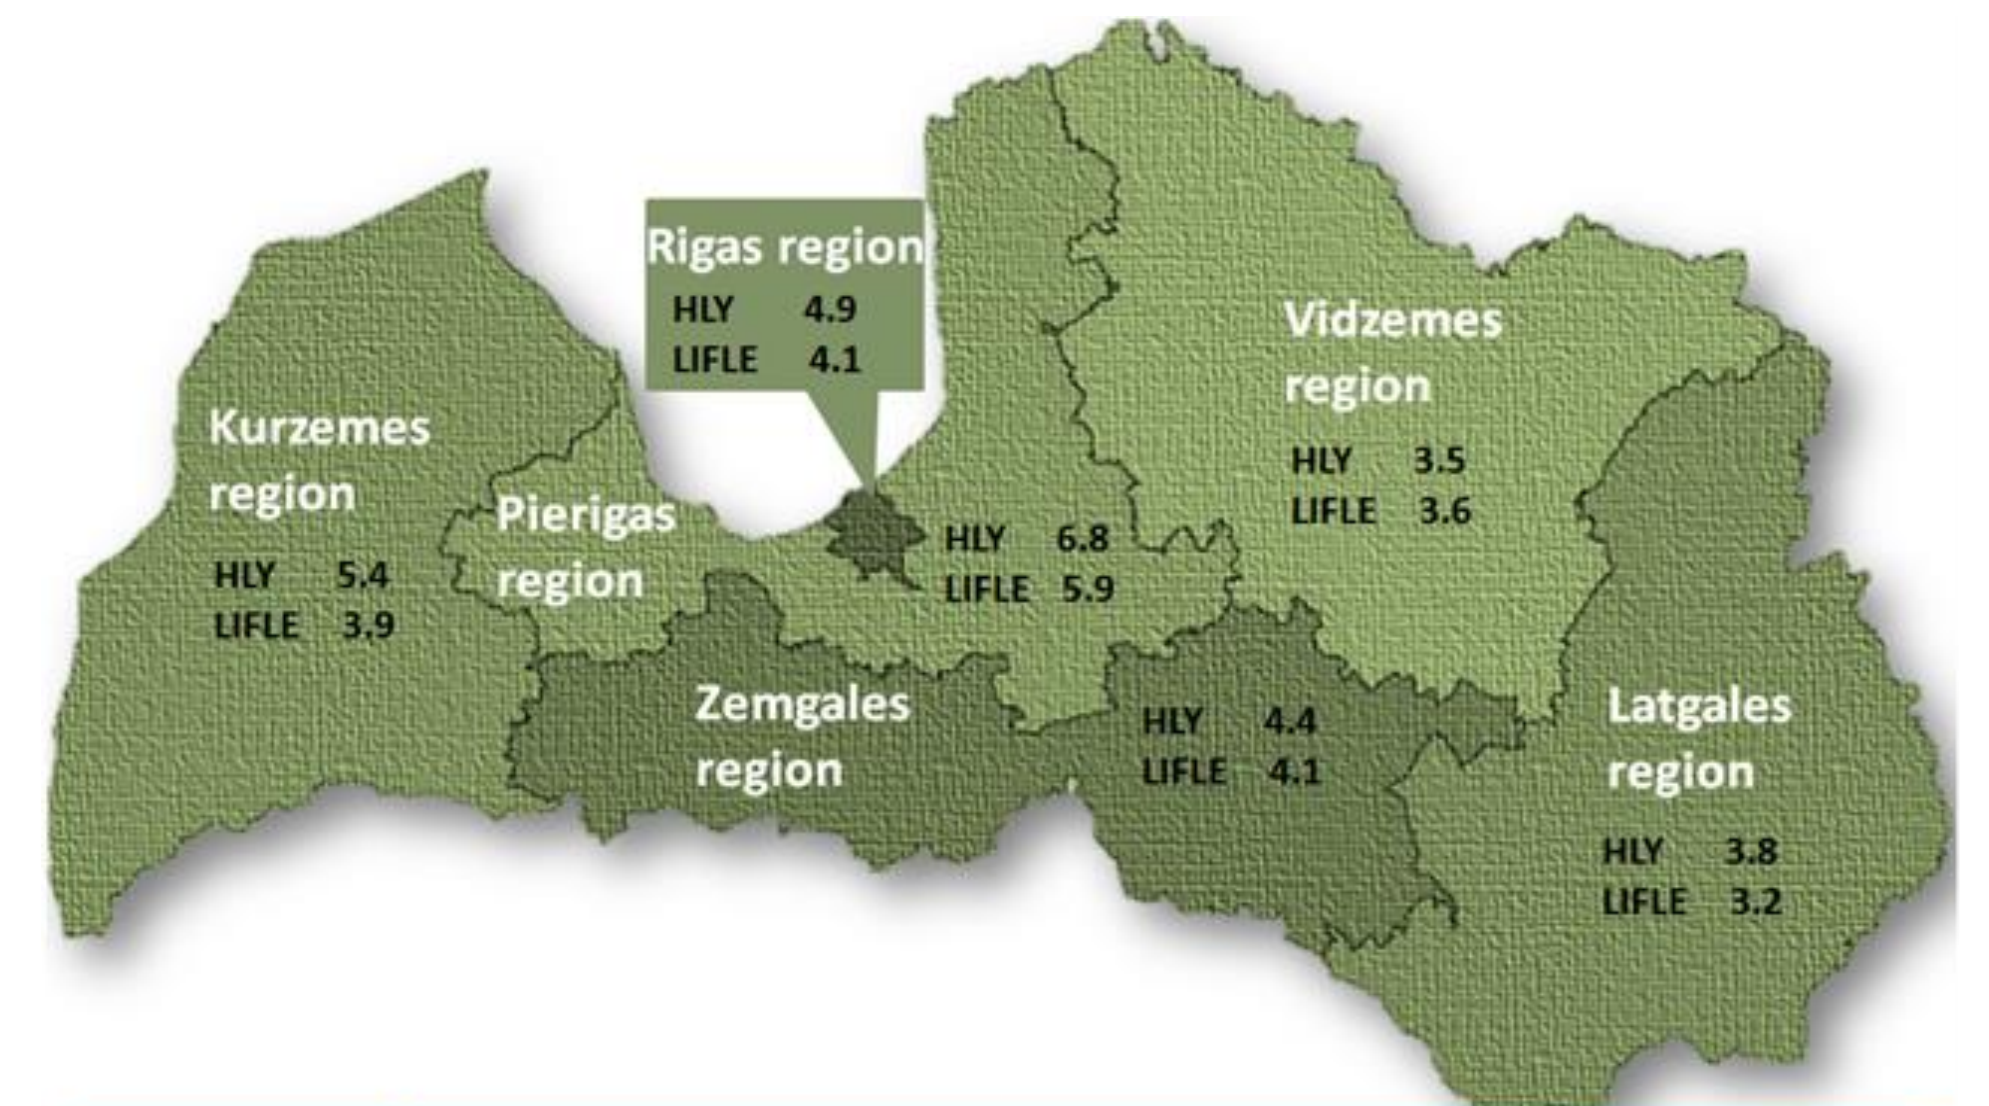 Rigas region
HLY 4.9
LIFLE 4.1
Vidzemes
region
HLY 3.5
LIFLE 3.6
Kurzemes
region
HLY 5.4
LIFLE 3.9
Pierigas
region
HLY 6.8
LIFLE 5.9
Zemgales
region
HLY 4.4
LIFLE 4.1
Latgales
region
HLY 3.8
LIFLE 3.2